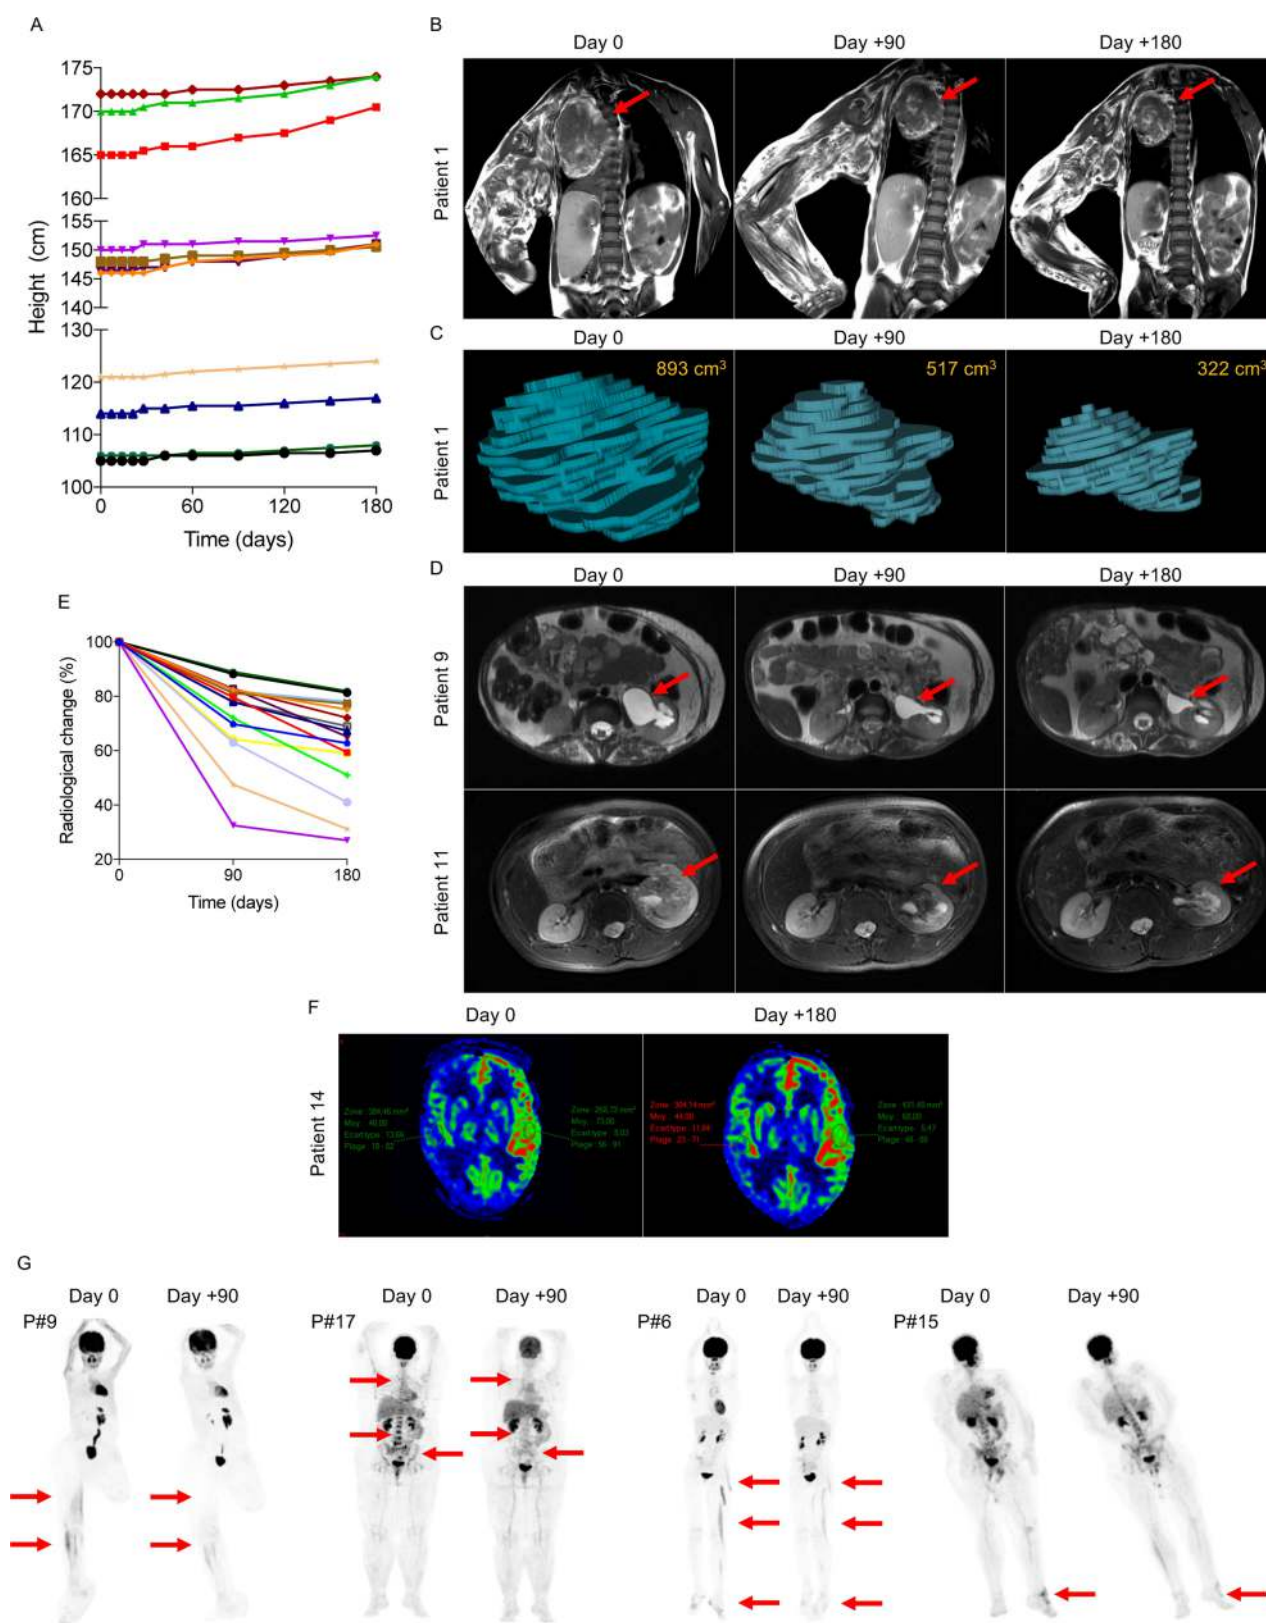 A
175
170
165
160
155
150
145
140
130
120
110
100
0
60
120
180
Height (cm)
Time (days)
B
Day 0
Day +90
Day +180
Patient 1
C
Day 0
Day +90
Day +180
893 cm³
517 cm³
322 cm³
Patient 1
D
Day 0
Day +90
Day +180
Patient 9
Patient 11
E
100
80
60
40
20
0
90
180
Radiological change (%)
Time (days)
F
Day 0
Day +180
Patient 14
G
Day 0
Day +90
P#9
Day 0
Day +90
P#17
Day 0
Day +90
P#6
Day 0
Day +90
P#15